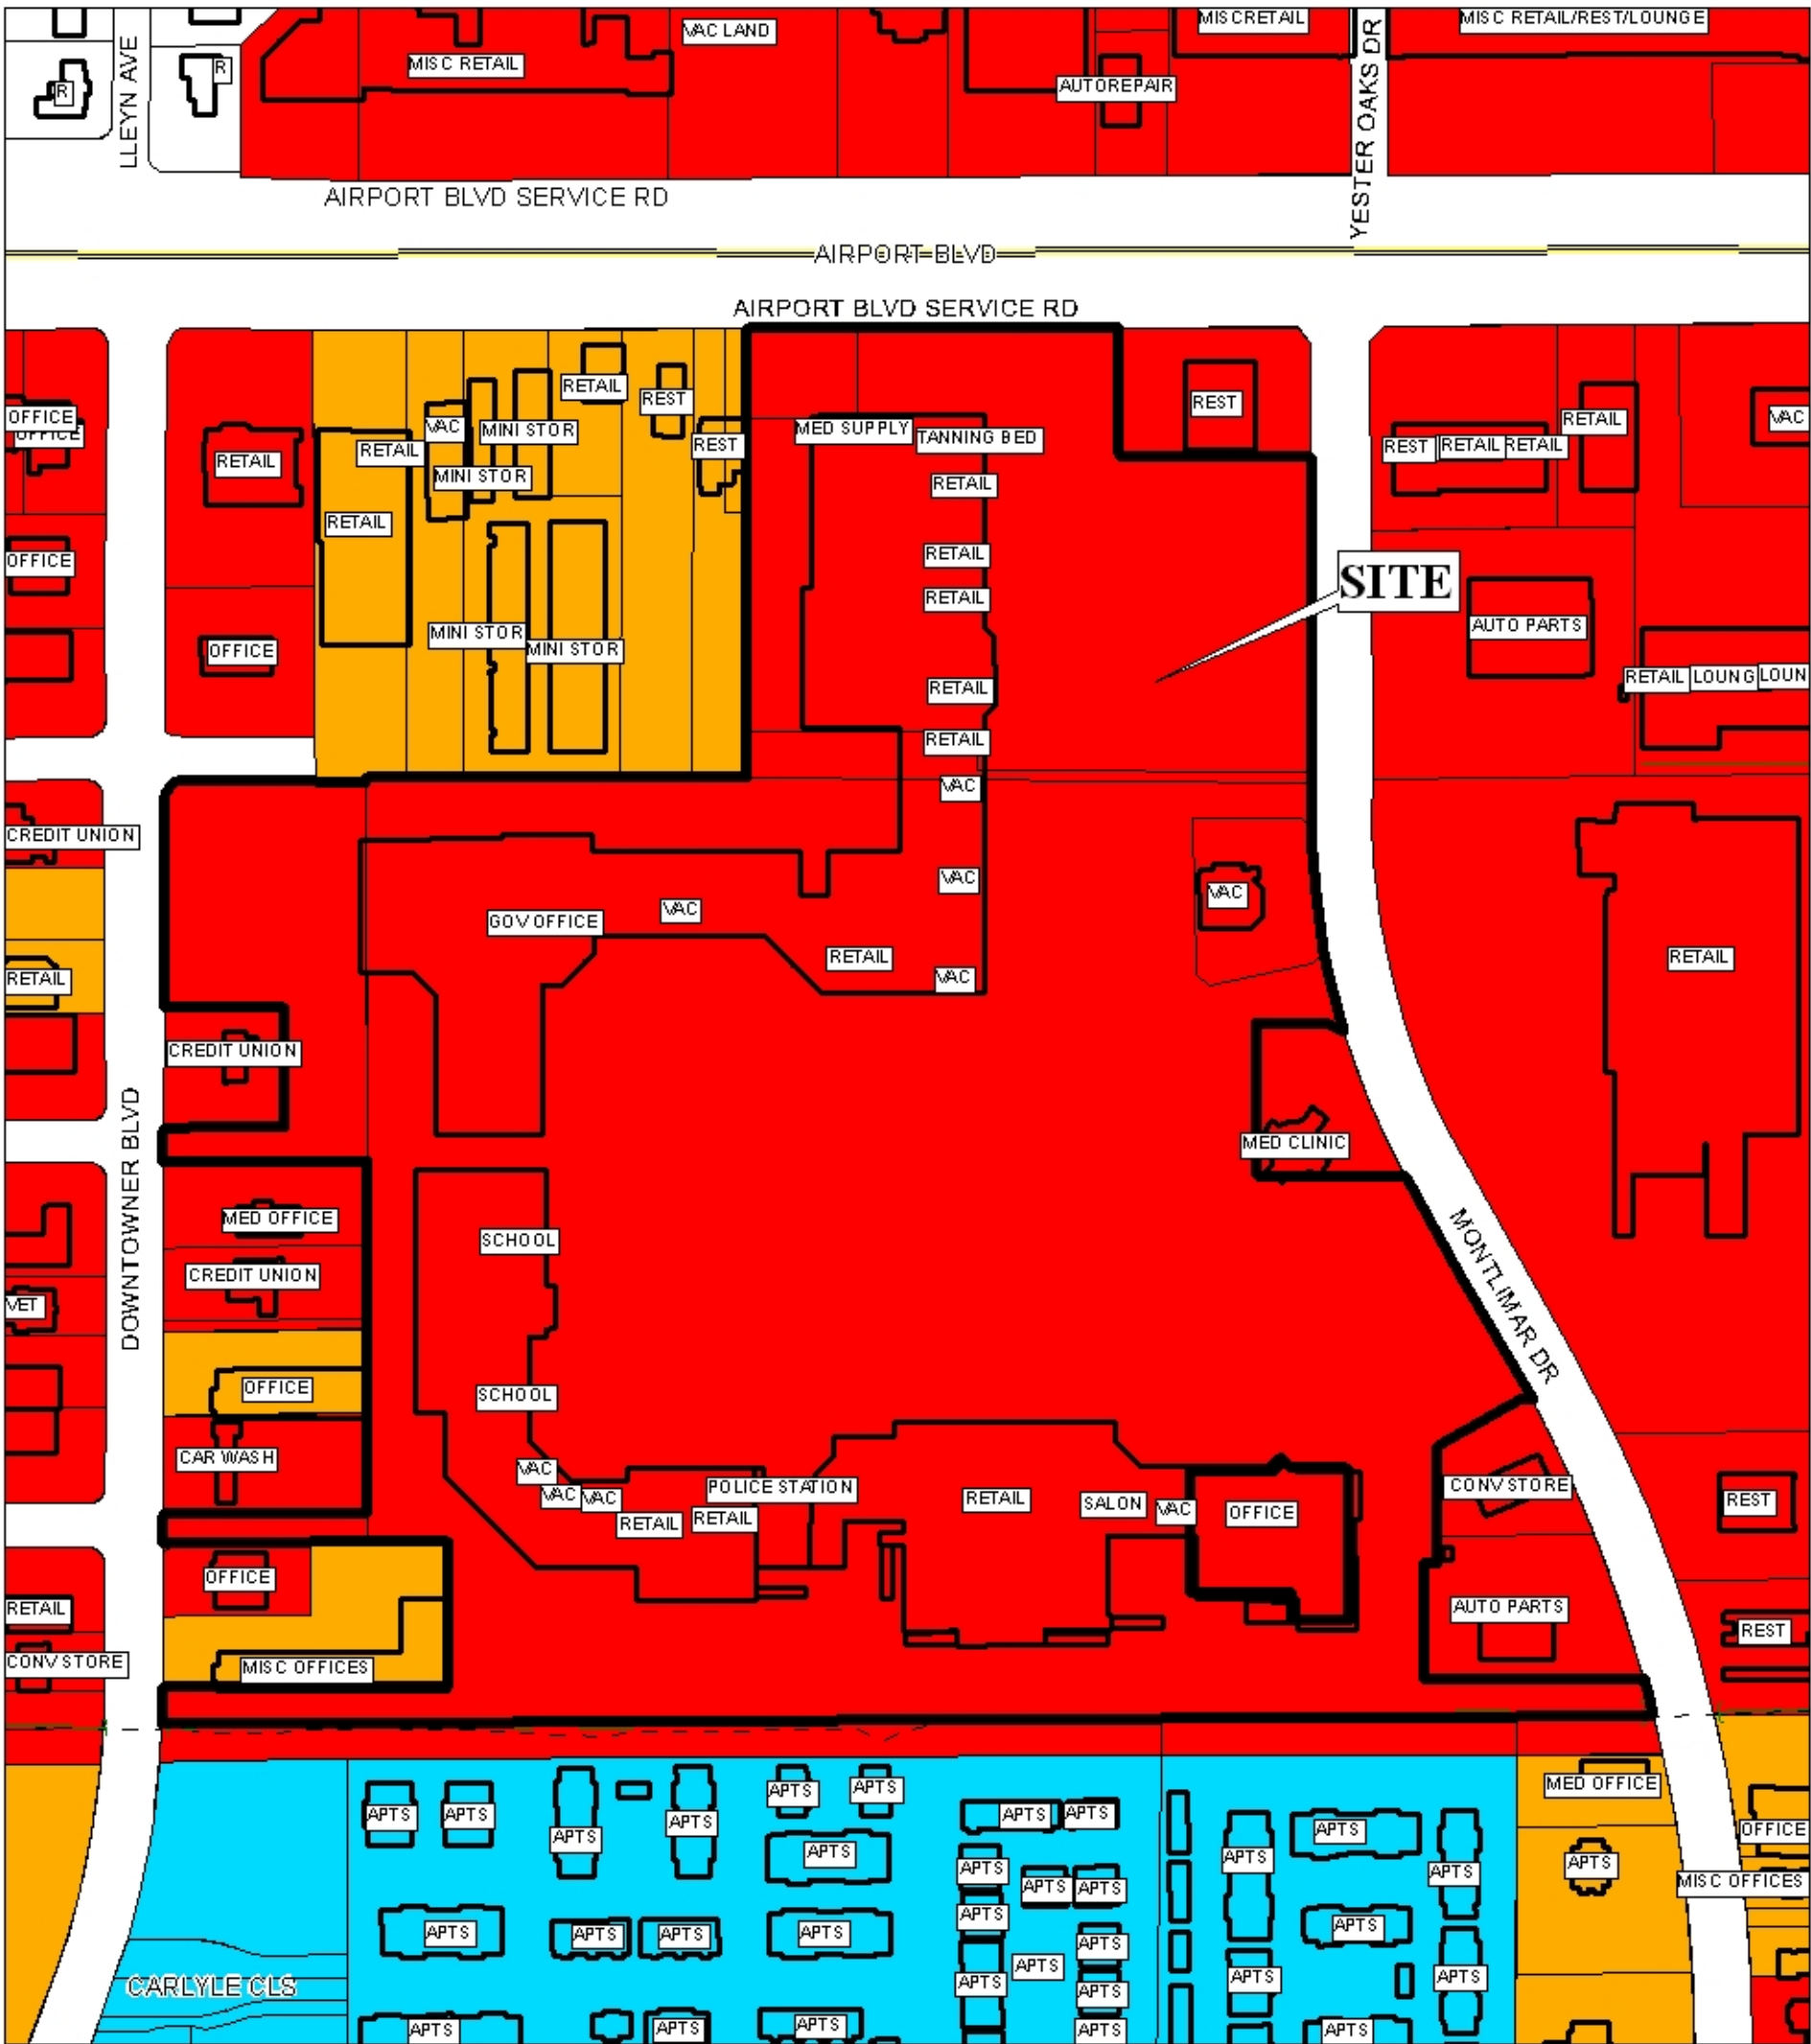 MISC RETAIL
VAC LAND
MISCRETAIL
MISC RETAIL/REST/LOUNGE
R
R
AUTOREPAIR
LLEYN AVE
YESTER OAKS DR
AIRPORT BLVD SERVICE RD
AIRPORT BLVD
AIRPORT BLVD SERVICE RD
OFFICE
OFFICE
RETAIL
RETAIL
VAC
MINI STOR
RETAIL
REST
REST
MINI STOR
RETAIL
MED SUPPLY
TANNING BED
RETAIL
REST
REST
RETAIL
RETAIL
RETAIL
VAC
OFFICE
RETAIL
RETAIL
SITE
OFFICE
MINI STOR
MINI STOR
RETAIL
AUTO PARTS
RETAIL
LOUNG
LOUN
RETAIL
VAC
CREDIT UNION
VAC
VAC
GOV OFFICE
VAC
RETAIL
VAC
RETAIL
RETAIL
CREDIT UNION
MED CLINIC
DOWNTOWNER BLVD
MED OFFICE
SCHOOL
CREDIT UNION
VET
MONTLIMAR DR
OFFICE
SCHOOL
CAR WASH
VAC
VAC
VAC
POLICE STATION
RETAIL
RETAIL
RETAIL
SALON
VAC
OFFICE
CONV STORE
REST
OFFICE
RETAIL
AUTO PARTS
REST
CONV STORE
MISC OFFICES
MED OFFICE
APTS
APTS
APTS
APTS
APTS
APTS
APTS
APTS
APTS
APTS
APTS
APTS
APTS
OFFICE
APTS
APTS
APTS
APTS
MISC OFFICES
APTS
APTS
APTS
APTS
APTS
APTS
APTS
APTS
APTS
APTS
APTS
APTS
APTS
CARLYLE CLS
APTS
APTS
APTS
APTS
APTS